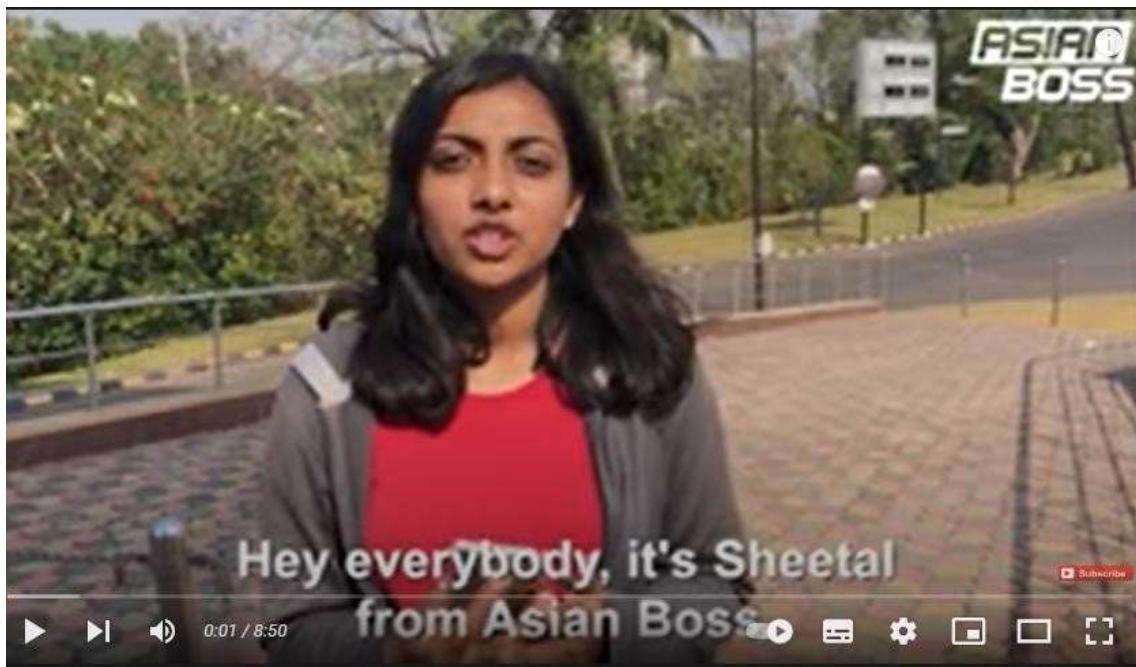 ASIAN
BOSS
Hey everybody, it's Sheetal
from Asian Boss.
Subscribe
0:01 / 8:50